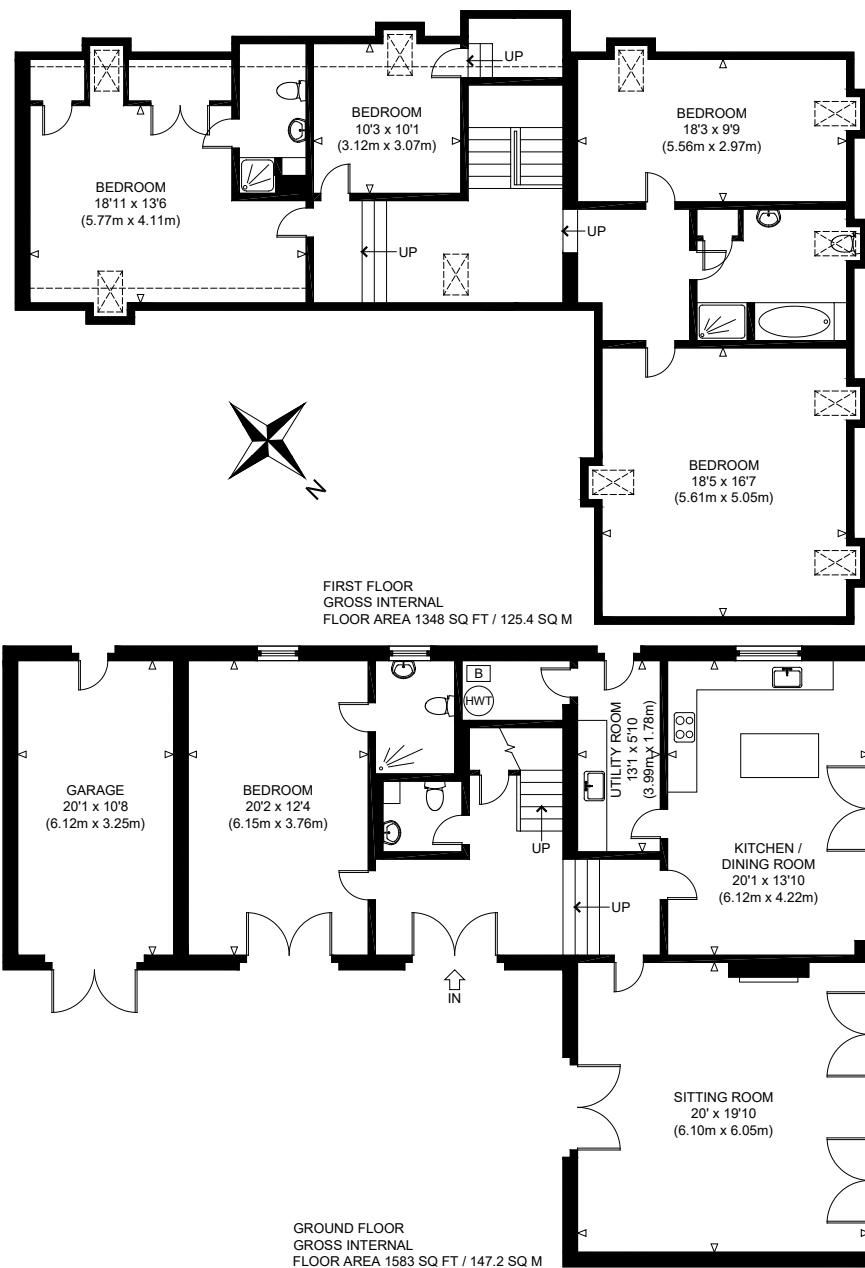 UP
BEDROOM
10'3 x 10'1
(3.12m x 3.07m)
BEDROOM
18'3 x 9'9
(5.56m x 2.97m)
BEDROOM
18'11 x 13'6
(5.77m x 4.11m)
UP
UP
BEDROOM
18'5 x 16'7
(5.61m x 5.05m)
N
FIRST FLOOR
GROSS INTERNAL
FLOOR AREA 1348 SQ FT / 125.4 SQ M
B
HWT
UTILITY ROOM
13'1 x 5'10
(3.99m x 1.78m)
GARAGE
20'1 x 10'8
(6.12m x 3.25m)
BEDROOM
20'2 x 12'4
(6.15m x 3.76m)
UP
KITCHEN /
DINING ROOM
20'1 x 13'10
(6.12m x 4.22m)
UP
IN
SITTING ROOM
20' x 19'10
(6.10m x 6.05m)
GROUND FLOOR
GROSS INTERNAL
FLOOR AREA 1583 SQ FT / 147.2 SQ M